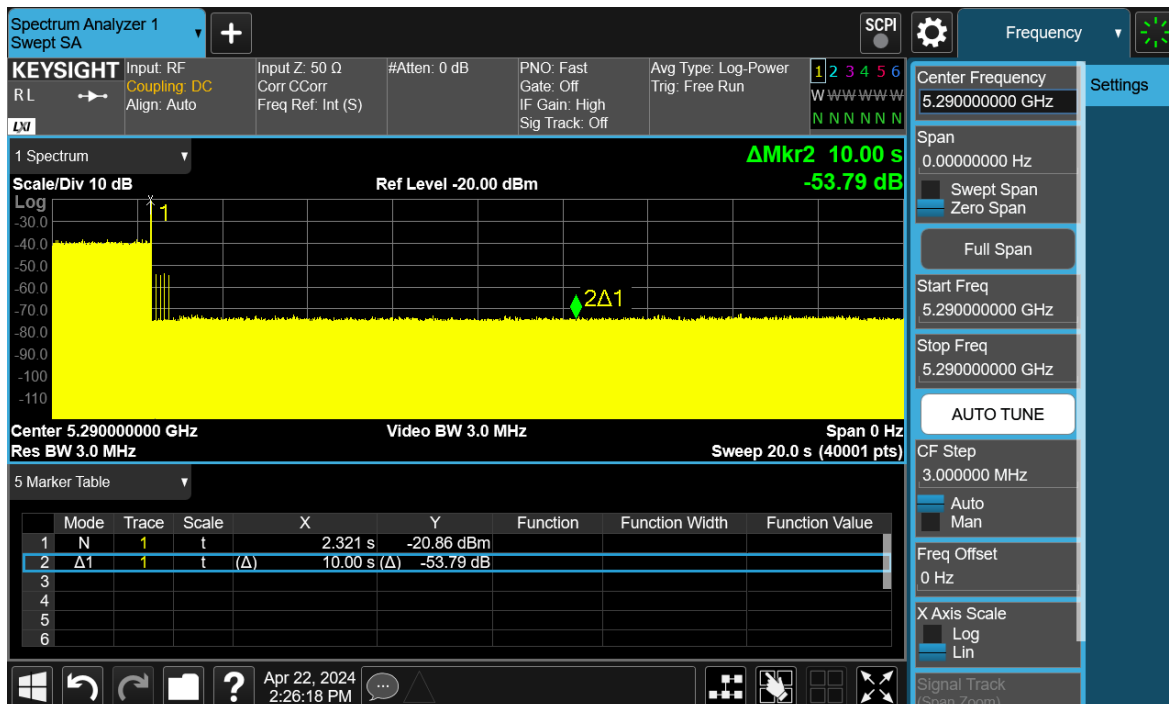 Spectrum Analyzer 1
Swept SA
+
SCPI
Frequency
KEYSIGHT
RL
LXI
Input: RF
Coupling: DC
Align: Auto
Input Z: 50 Ω
Corr CCorr
Freq Ref: Int (S)
#Atten: 0 dB
PNO: Fast
Gate: Off
IF Gain: High
Sig Track: Off
Avg Type: Log-Power
Trig: Free Run
1 2 3 4 5 6
W W W W W W
N N N N N N
1 Spectrum
Scale/Div 10 dB
Ref Level -20.00 dBm
ΔMkr2 10.00 s
-53.79 dB
Log
-30.0
-40.0
-50.0
-60.0
-70.0
-80.0
-90.0
-100
-110
1
2Δ1
Center 5.290000000 GHz
Video BW 3.0 MHz
Span 0 Hz
Res BW 3.0 MHz
Sweep 20.0 s (40001 pts)
5 Marker Table
Mode Trace Scale X Y Function Function Width Function Value
1 N 1 t 2.321 s -20.86 dBm
2 Δ1 1 t (Δ) 10.00 s (Δ) -53.79 dB
3
4
5
6
?
Apr 22, 2024
2:26:18 PM
Center Frequency
5.290000000 GHz
Settings
Span
0.00000000 Hz
Swept Span
Zero Span
Full Span
Start Freq
5.290000000 GHz
Stop Freq
5.290000000 GHz
AUTO TUNE
CF Step
3.000000 MHz
Auto
Man
Freq Offset
0 Hz
X Axis Scale
Log
Lin
Signal Track
(Span Zoom)